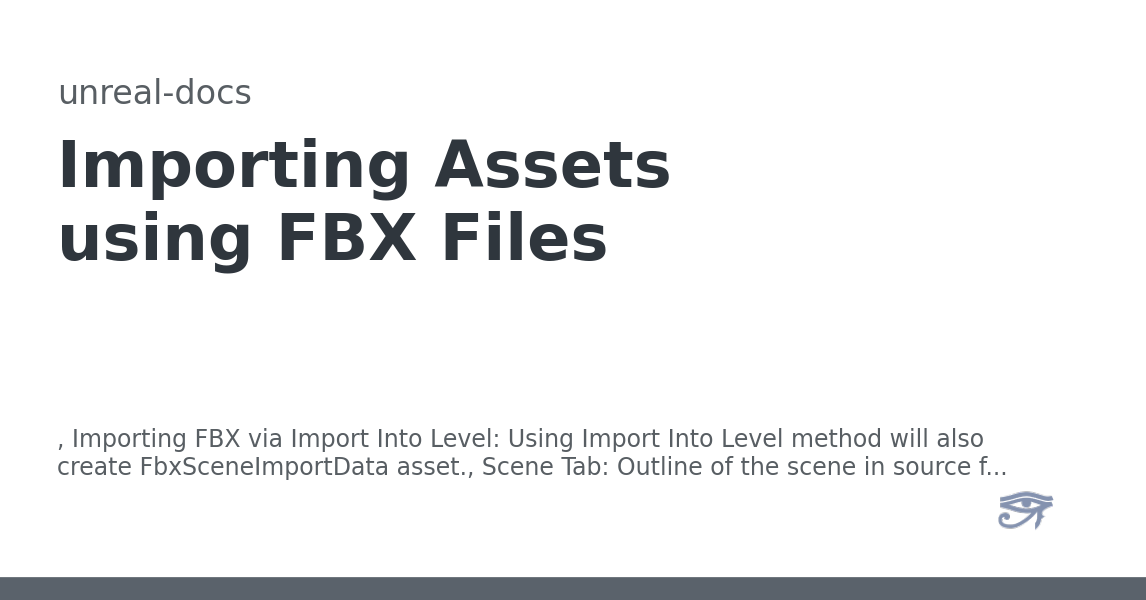 unreal-docs
Importing Assets
using FBX Files
, Importing FBX via Import Into Level: Using Import Into Level method will also
create FbxSceneImportData asset., Scene Tab: Outline of the scene in source f...